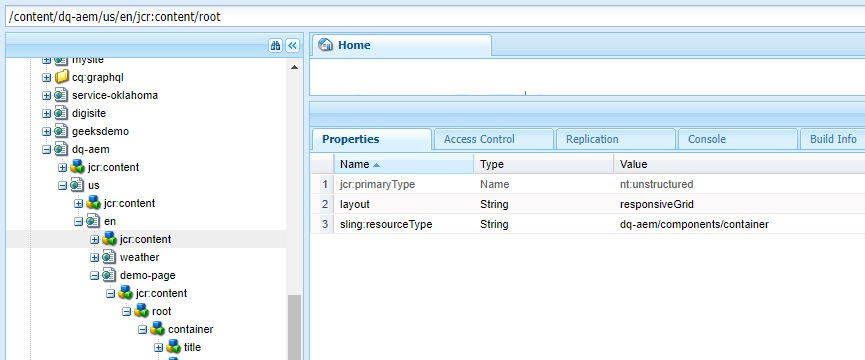 /content/dq-aem/us/en/jcr:content/root
Home
mysite
cq:graphql
service-oklahoma
digisite
geeksdemo
dq-aem
jcr:content
us
jcr:content
en
jcr:content
weather
demo-page
jcr:content
root
container
title
Properties Access Control Replication Console Build Info
Name Type Value
1 jcr:primaryType Name nt:unstructured
2 layout String responsiveGrid
3 sling:resourceType String dq-aem/components/container